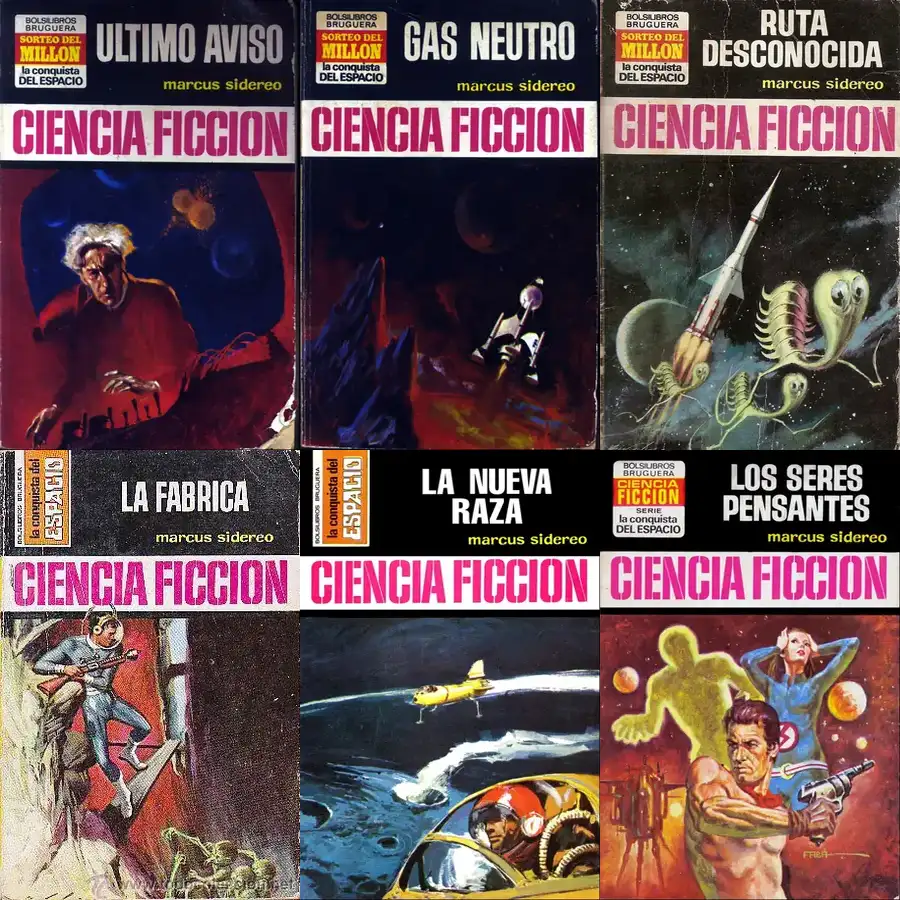 BOLSILIBROS
BRUGUERA
SORTEO DEL
MILLON
la conquista
DEL ESPACIO
ULTIMO AVISO
marcus sidereo
CIENCIA FICCION
BOLSILIBROS
BRUGUERA
SORTEO DEL
MILLON
la conquista
DEL ESPACIO
GAS NEUTRO
marcus sidereo
CIENCIA FICCION
BOLSILIBROS
BRUGUERA
SORTEO DEL
MILLON
la conquista
DEL ESPACIO
RUTA
DESCONOCIDA
marcus sidereo
CIENCIA FICCION
BOLSILIBROS BRUGUERA
la conquista del
ESPACIO
LA FABRICA
marcus sidereo
CIENCIA FICCION
BOLSILIBROS BRUGUERA
la conquista del
ESPACIO
LA NUEVA
RAZA
marcus sidereo
CIENCIA FICCION
BOLSILIBROS
BRUGUERA
CIENCIA
FICCION
SERIE
la conquista
DEL ESPACIO
LOS SERES
PENSANTES
marcus sidereo
CIENCIA FICCION